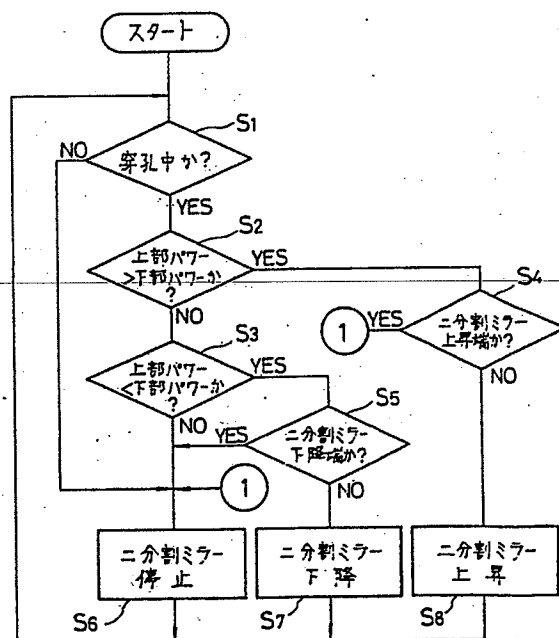 スタート
S1
NO
穿孔中か?
YES
S2
上部パワー
>下部パワーか
?
YES
S4
NO
1
YES
二分割ミラー
上昇端か?
S3
上部パワー
<下部パワーか
?
YES
NO
S5
NO
YES
二分割ミラー
下降端か?
1
NO
二分割ミラー
停止
二分割ミラー
下降
二分割ミラー
上昇
S6
S7
S8